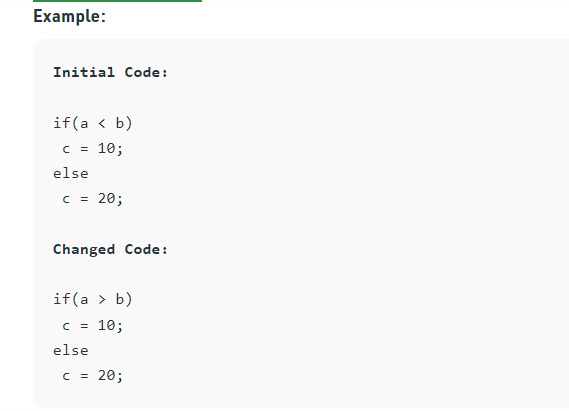 Example:
Initial Code:
if(a < b)
 c = 10;
else
 c = 20;
Changed Code:
if(a > b)
 c = 10;
else
 c = 20;